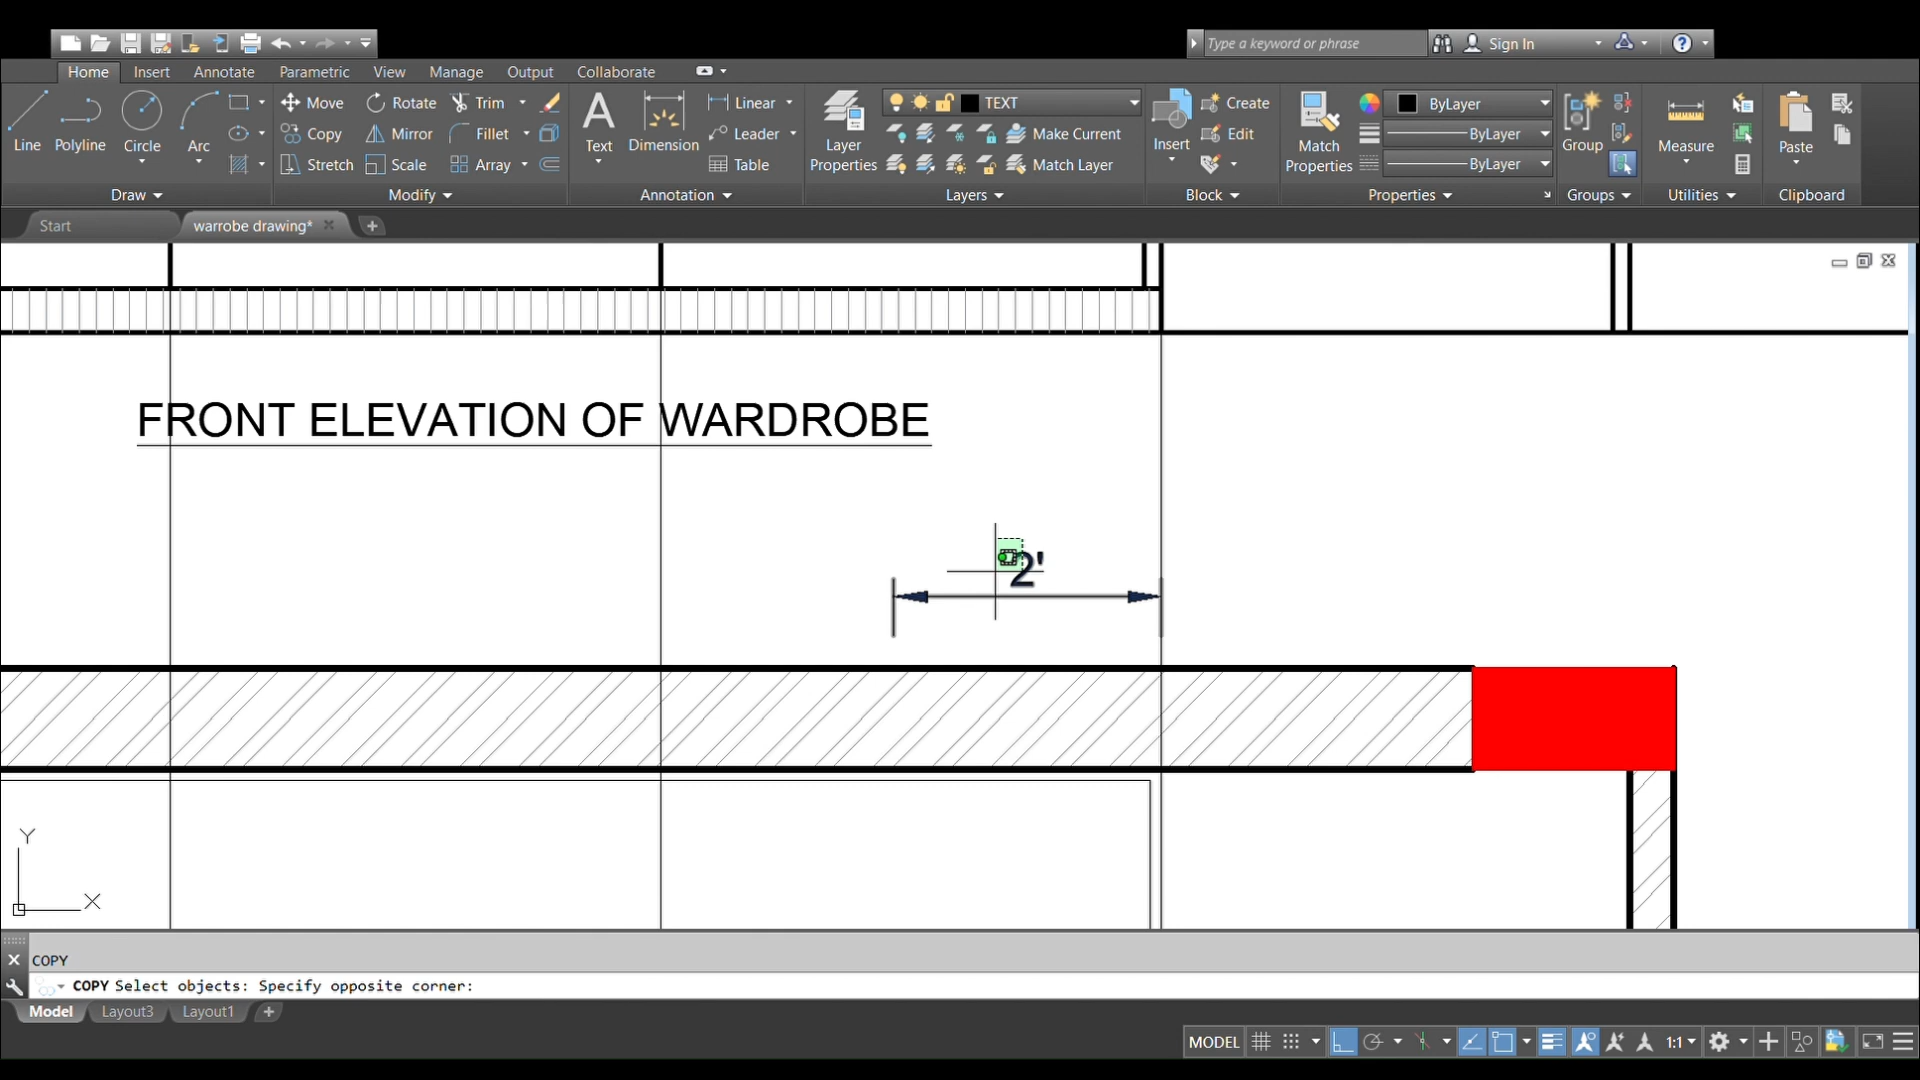 Type a keyword or phrase
Sign In
Home Insert Annotate Parametric View Manage Output Collaborate
Line Polyline Circle Arc
Move Rotate Trim
Copy Mirror Fillet
Stretch Scale Array
Text Dimension
Linear
Leader
Table
Layer Properties
TEXT
Make Current
Match Layer
Insert
Create
Edit
Match Properties
ByLayer
ByLayer
ByLayer
Group
Measure
Paste
Draw Modify Annotation Layers Block Properties Groups Utilities Clipboard
Start warrobe drawing*
FRONT ELEVATION OF WARDROBE
2'
Y
X
COPY
COPY Select objects: Specify opposite corner:
Model Layout3 Layout1
MODEL 1:1